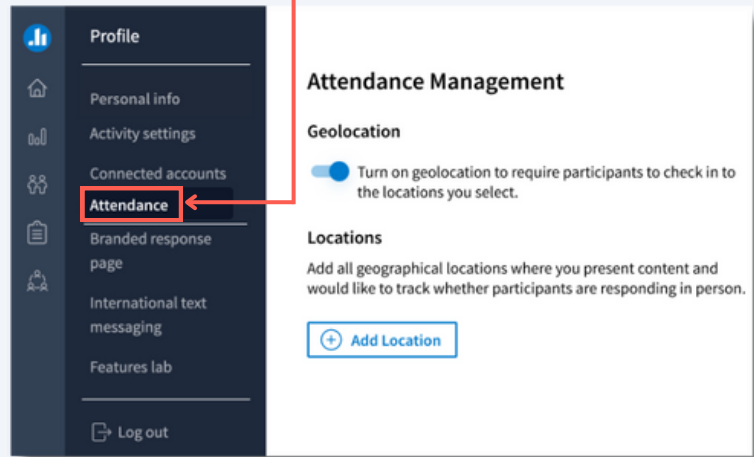 Profile
Personal info
Activity settings
Connected accounts
Attendance
Branded response
page
International text
messaging
Features lab
Log out
Attendance Management
Geolocation
Turn on geolocation to require participants to check in to
the locations you select.
Locations
Add all geographical locations where you present content and
would like to track whether participants are responding in person.
Add Location